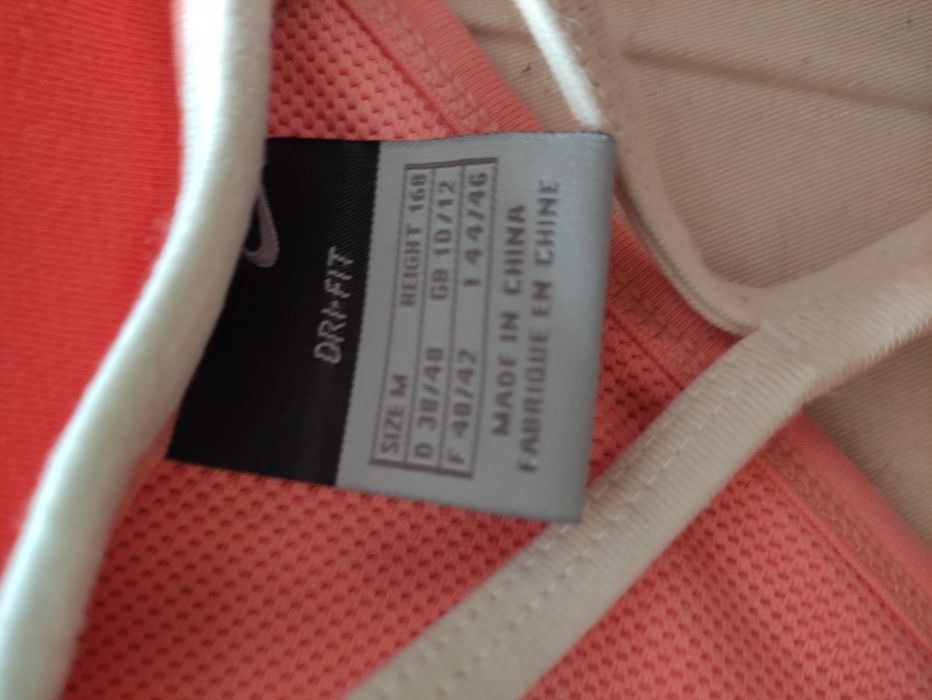 DRI-FIT
SIZE M HEIGHT 168
D 38/40 GB 10/12
F 40/42 I 44/46
MADE IN CHINA
FABRIQUE EN CHINE